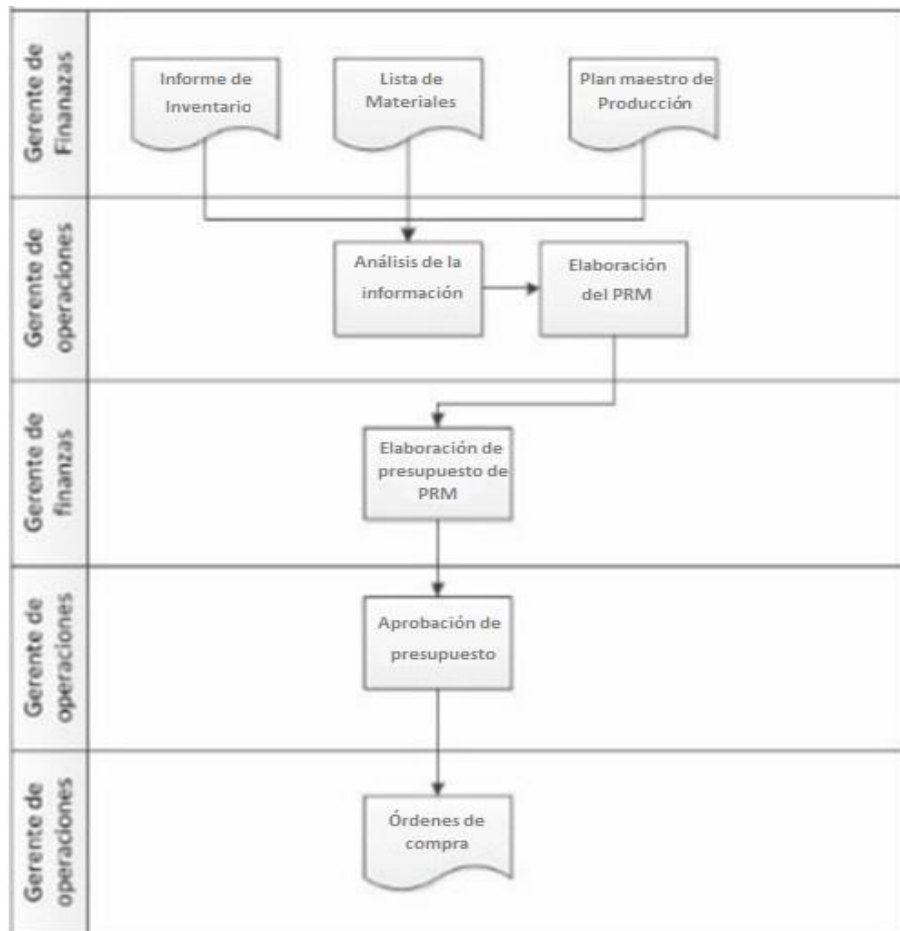 Gerente de
Finanazas
Informe de
Inventario
Lista de
Materiales
Plan maestro de
Producción
Gerente de
operaciones
Análisis de la
información
Elaboración
del PRM
Gerente de
finanzas
Elaboración de
presupuesto de
PRM
Gerente de
operaciones
Aprobación de
presupuesto
Gerente de
operaciones
Órdenes de
compra